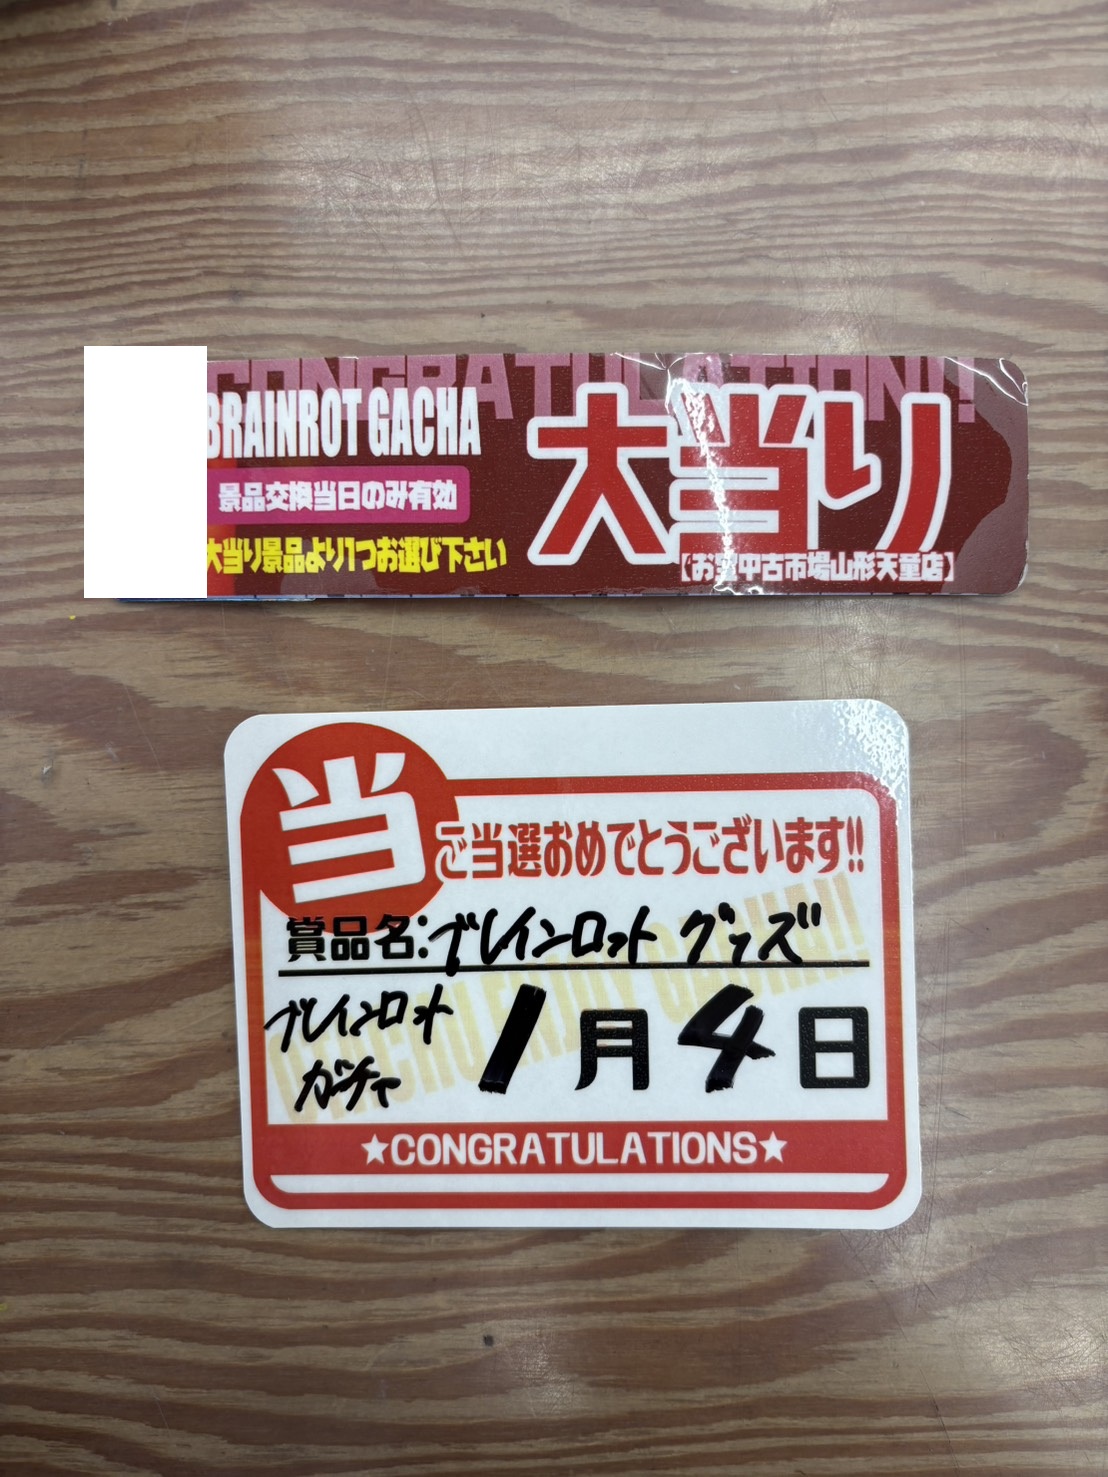 CONGRATULATION!!
BRAINROT GACHA
景品交換当日のみ有効
大当り景品より1つお選び下さい
大当り
【お宝中古市場山形天童店】
当
ご当選おめでとうございます!!
賞品名:ブレインロットグッズ
ブレインロット
ガチャ
1月4日
★CONGRATULATIONS★